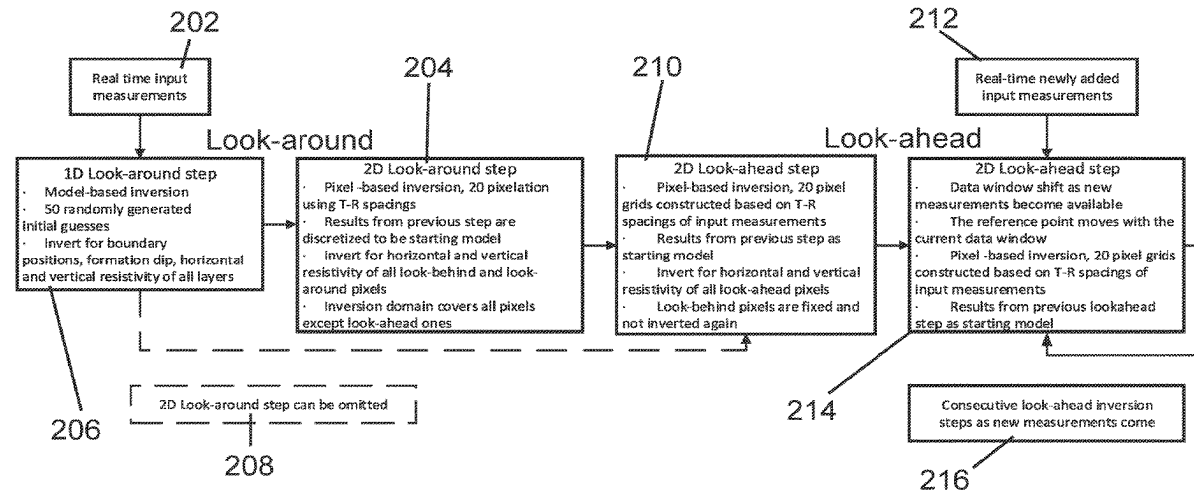 202
Real time input
measurements
Look-around
204
210
212
Real-time newly added
input measurements
Look-ahead
1D Look-around step
· Model-based inversion
· 50 randomly generated
initial guesses
· Invert for boundary
positions, formation dip, horizontal
and vertical resistivity of all layers
2D Look-around step
· Pixel -based inversion, 20 pixelation
using T-R spacings
· Results from previous step are
discretized to be starting model
· Invert for horizontal and vertical
resistivity of all look-behind and look-
around pixels
· Inversion domain covers all pixels
except look-ahead ones
2D Look-ahead step
· Pixel-based inversion, 20 pixel
grids constructed based on T-R
spacings of input measurements
· Results from previous step as
starting model
· Invert for horizontal and vertical
resistivity of all look-ahead pixels
· Look-behind pixels are fixed and
not inverted again
2D Look-ahead step
· Data window shift as new
measurements become available
· The reference point moves with the
current data window
· Pixel -based inversion, 20 pixel grids
constructed based on T-R spacings of
input measurements
· Results from previous lookahead
step as starting model
206
2D Look-around step can be omitted
208
214
Consecutive look-ahead inversion
steps as new measurements come
216